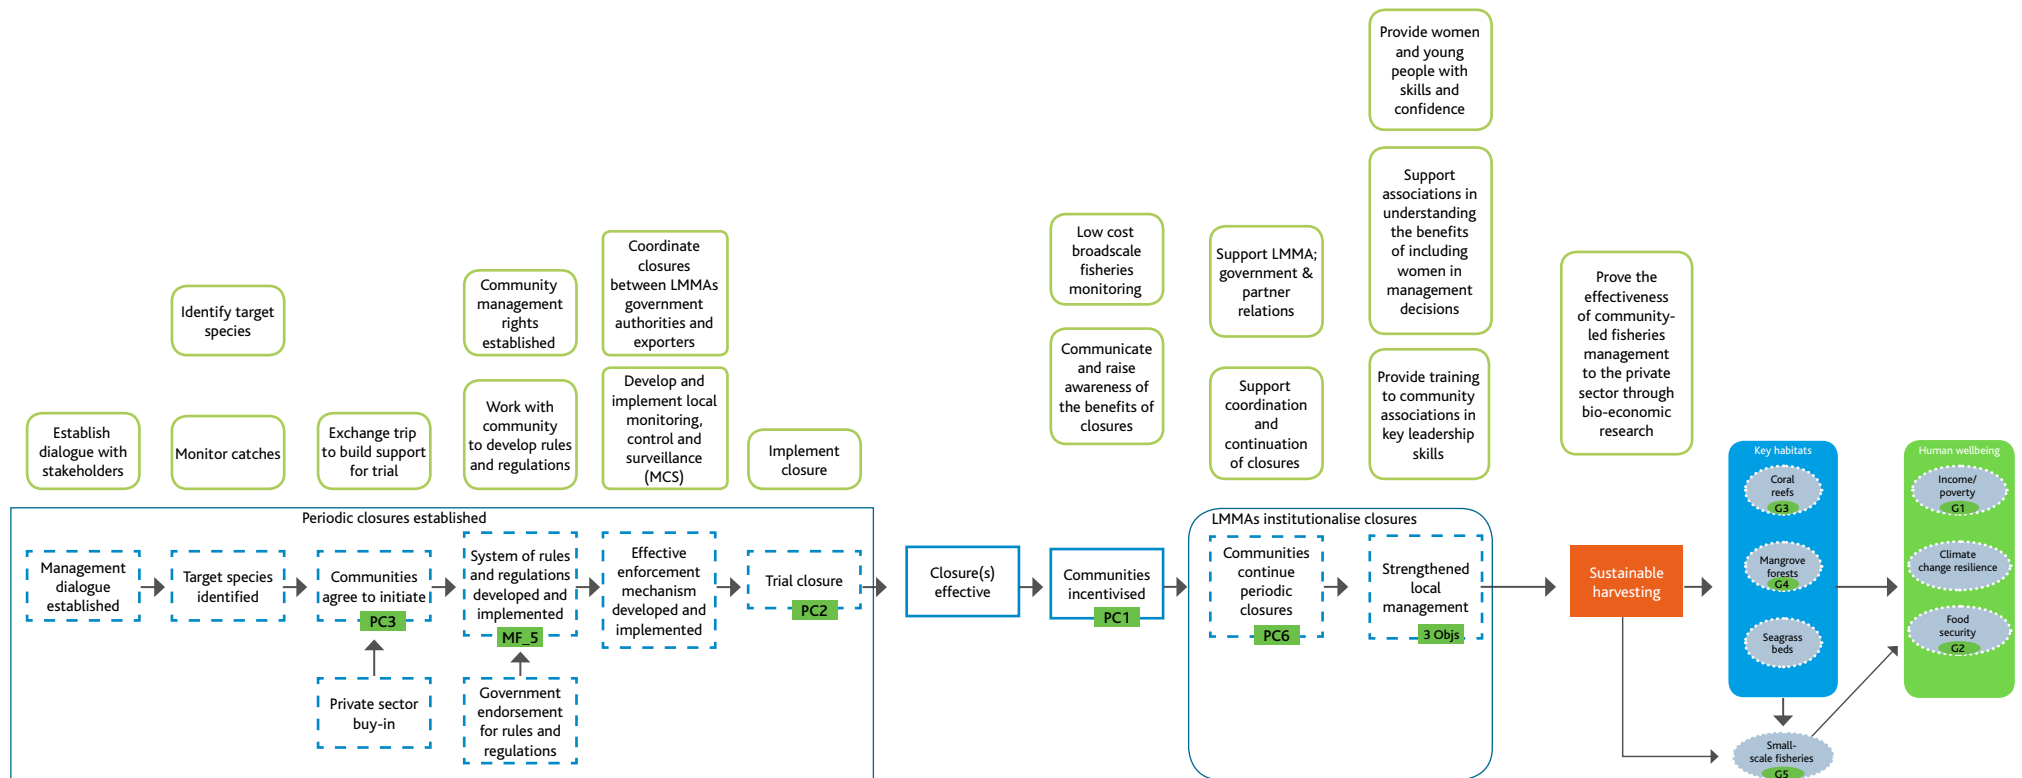 Provide women
and young
people with
skills and
confidence
Support
associations in
understanding
the benefits
of including
women in
management
decisions
Low cost
broadscale
fisheries
monitoring
Support LMMA;
government &
partner
relations
Coordinate
closures
between LMMAs
government
authorities and
exporters
Community
management
rights
established
Identify target
species
Prove the
effectiveness
of community-
led fisheries
management
to the private
sector through
bio-economic
research
Communicate
and raise
awareness of
the benefits of
closures
Provide training
to community
associations in
key leadership
skills
Support
coordination
and
continuation
of closures
Develop and
implement local
monitoring,
control and
surveillance
(MCS)
Work with
community
to develop rules
and regulations
Establish
dialogue with
stakeholders
Monitor catches
Exchange trip
to build support
for trial
Implement
closure
Periodic closures established
Management
dialogue
established
Target species
identified
Communities
agree to initiate
PC3
System of rules
and regulations
developed and
implemented
MF_5
Effective
enforcement
mechanism
developed and
implemented
Trial closure
PC2
Private sector
buy-in
Government
endorsement
for rules and
regulations
Closure(s)
effective
Communities
incentivised
PC1
LMMAs institutionalise closures
Communities
continue
periodic
closures
PC6
Strengthened
local
management
3 Objs
Sustainable
harvesting
Key habitats
Coral
reefs
G3
Mangrove
forests
G4
Seagrass
beds
Small-
scale fisheries
G5
Human wellbeing
Income/
poverty
G1
Climate
change resilience
Food
security
G2